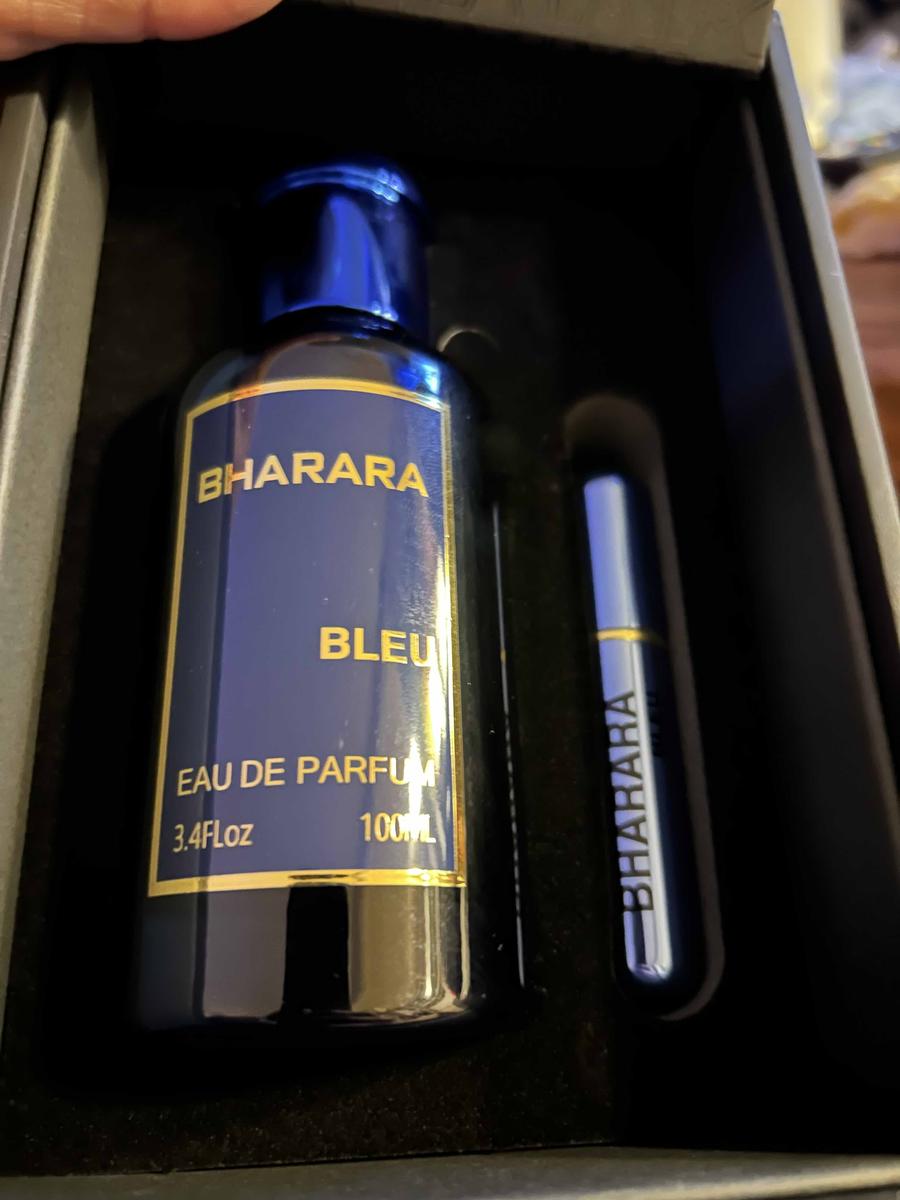 BHARARA
BLEU
EAU DE PARFUM
3.4FLoz 100ML
BHARARA